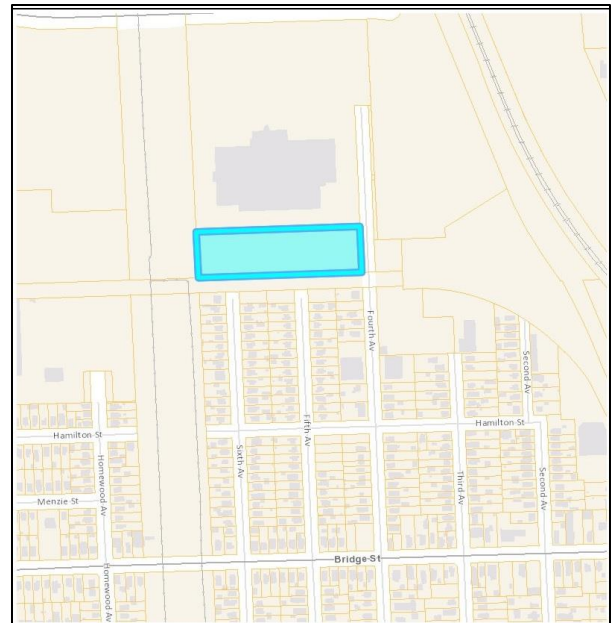 Fourth Av
Second Av
Hamilton St
Hamilton St
Fifth Av
Sixth Av
Homewood Av
Third Av
Second Av
Menzie St
Bridge St
Homewood Av